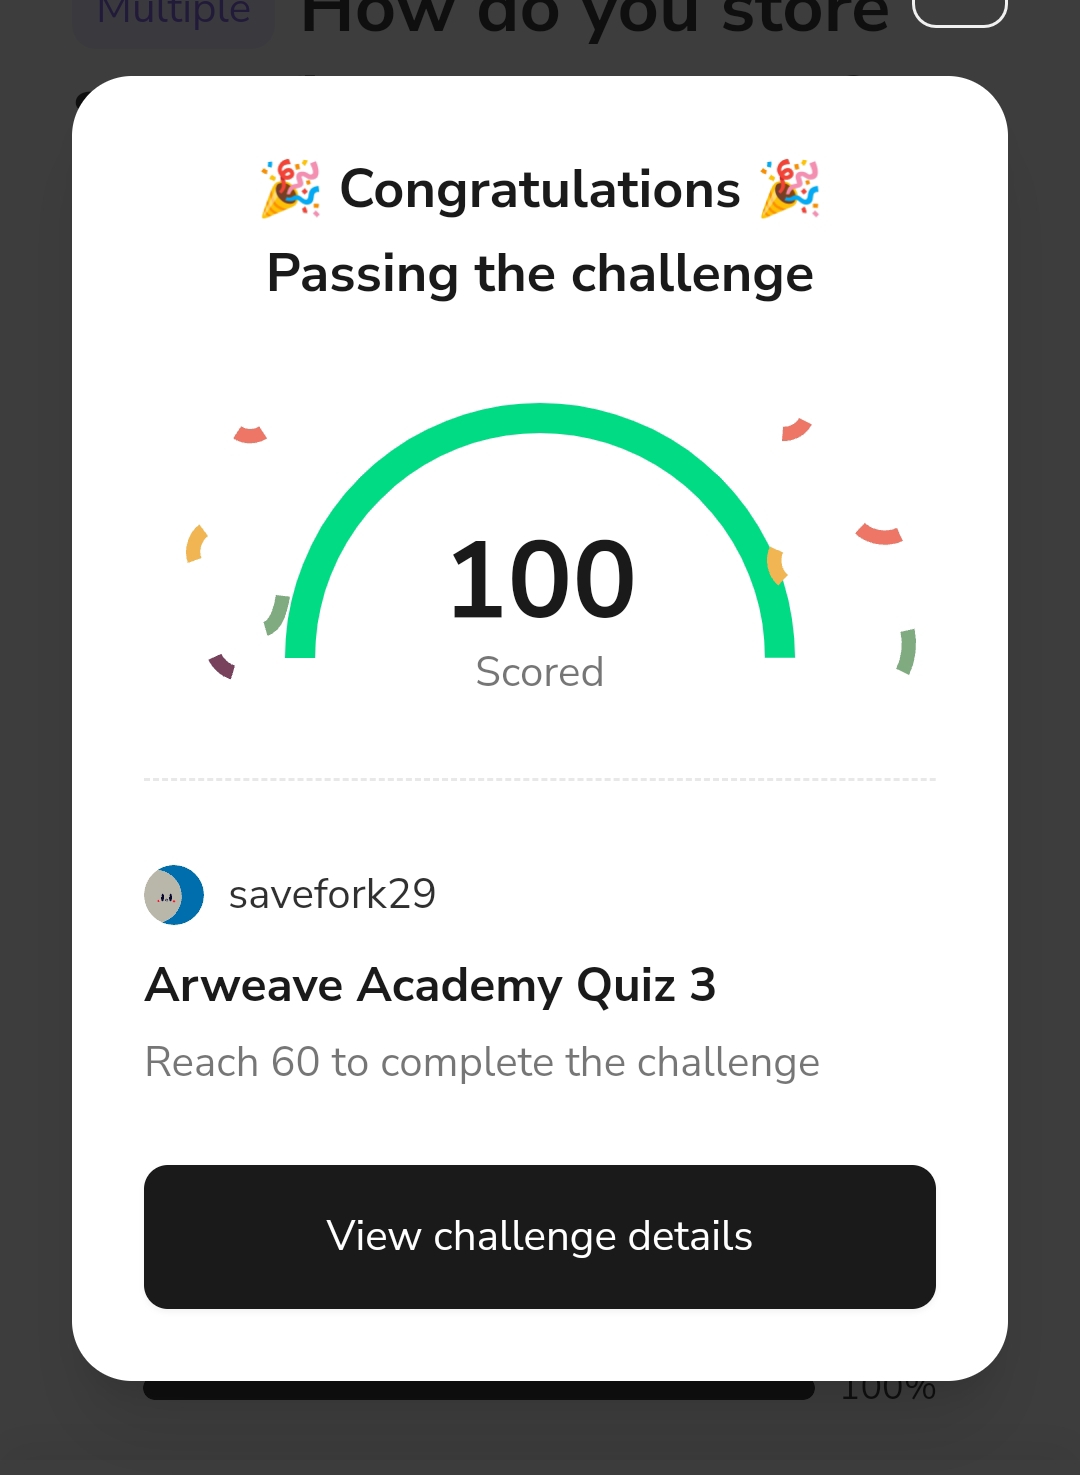 Multiple How do you store
🎉 Congratulations 🎉
Passing the challenge
100
Scored
savefork29
Arweave Academy Quiz 3
Reach 60 to complete the challenge
View challenge details
100%